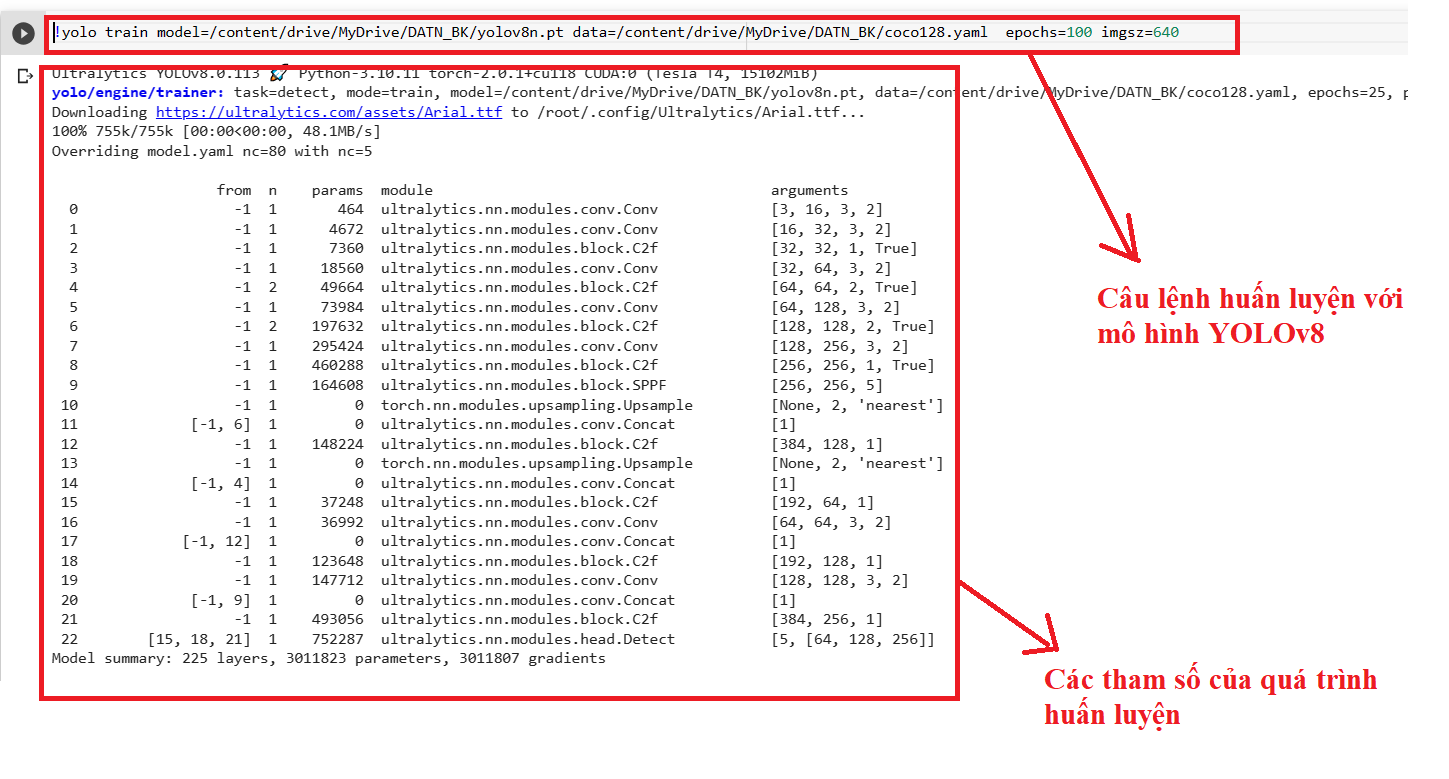 !yolo train model=/content/drive/MyDrive/DATN_BK/yolov8n.pt data=/content/drive/MyDrive/DATN_BK/coco128.yaml  epochs=100 imgsz=640
Ultralytics YOLOv8.0.113 🚀 Python-3.10.11 torch-2.0.1+cu118 CUDA:0 (Tesla T4, 15102MiB)
yolo/engine/trainer: task=detect, mode=train, model=/content/drive/MyDrive/DATN_BK/yolov8n.pt, data=/content/drive/MyDrive/DATN_BK/coco128.yaml, epochs=25, p
Downloading https://ultralytics.com/assets/Arial.ttf to /root/.config/Ultralytics/Arial.ttf...
100% 755k/755k [00:00<00:00, 48.1MB/s]
Overriding model.yaml nc=80 with nc=5
from  n    params  module                                       arguments
0                  -1  1       464  ultralytics.nn.modules.conv.Conv             [3, 16, 3, 2]
1                  -1  1      4672  ultralytics.nn.modules.conv.Conv             [16, 32, 3, 2]
2                  -1  1      7360  ultralytics.nn.modules.block.C2f             [32, 32, 1, True]
3                  -1  1     18560  ultralytics.nn.modules.conv.Conv             [32, 64, 3, 2]
4                  -1  2     49664  ultralytics.nn.modules.block.C2f             [64, 64, 2, True]
5                  -1  1     73984  ultralytics.nn.modules.conv.Conv             [64, 128, 3, 2]
6                  -1  2    197632  ultralytics.nn.modules.block.C2f             [128, 128, 2, True]
7                  -1  1    295424  ultralytics.nn.modules.conv.Conv             [128, 256, 3, 2]
8                  -1  1    460288  ultralytics.nn.modules.block.C2f             [256, 256, 1, True]
9                  -1  1    164608  ultralytics.nn.modules.block.SPPF            [256, 256, 5]
10                  -1  1         0  torch.nn.modules.upsampling.Upsample         [None, 2, 'nearest']
11             [-1, 6]  1         0  ultralytics.nn.modules.conv.Concat           [1]
12                  -1  1    148224  ultralytics.nn.modules.block.C2f             [384, 128, 1]
13                  -1  1         0  torch.nn.modules.upsampling.Upsample         [None, 2, 'nearest']
14             [-1, 4]  1         0  ultralytics.nn.modules.conv.Concat           [1]
15                  -1  1     37248  ultralytics.nn.modules.block.C2f             [192, 64, 1]
16                  -1  1     36992  ultralytics.nn.modules.conv.Conv             [64, 64, 3, 2]
17            [-1, 12]  1         0  ultralytics.nn.modules.conv.Concat           [1]
18                  -1  1    123648  ultralytics.nn.modules.block.C2f             [192, 128, 1]
19                  -1  1    147712  ultralytics.nn.modules.conv.Conv             [128, 128, 3, 2]
20             [-1, 9]  1         0  ultralytics.nn.modules.conv.Concat           [1]
21                  -1  1    493056  ultralytics.nn.modules.block.C2f             [384, 256, 1]
22        [15, 18, 21]  1    752287  ultralytics.nn.modules.head.Detect           [5, [64, 128, 256]]
Model summary: 225 layers, 3011823 parameters, 3011807 gradients
Câu lệnh huấn luyện với
mô hình YOLOv8
Các tham số của quá trình
huấn luyện